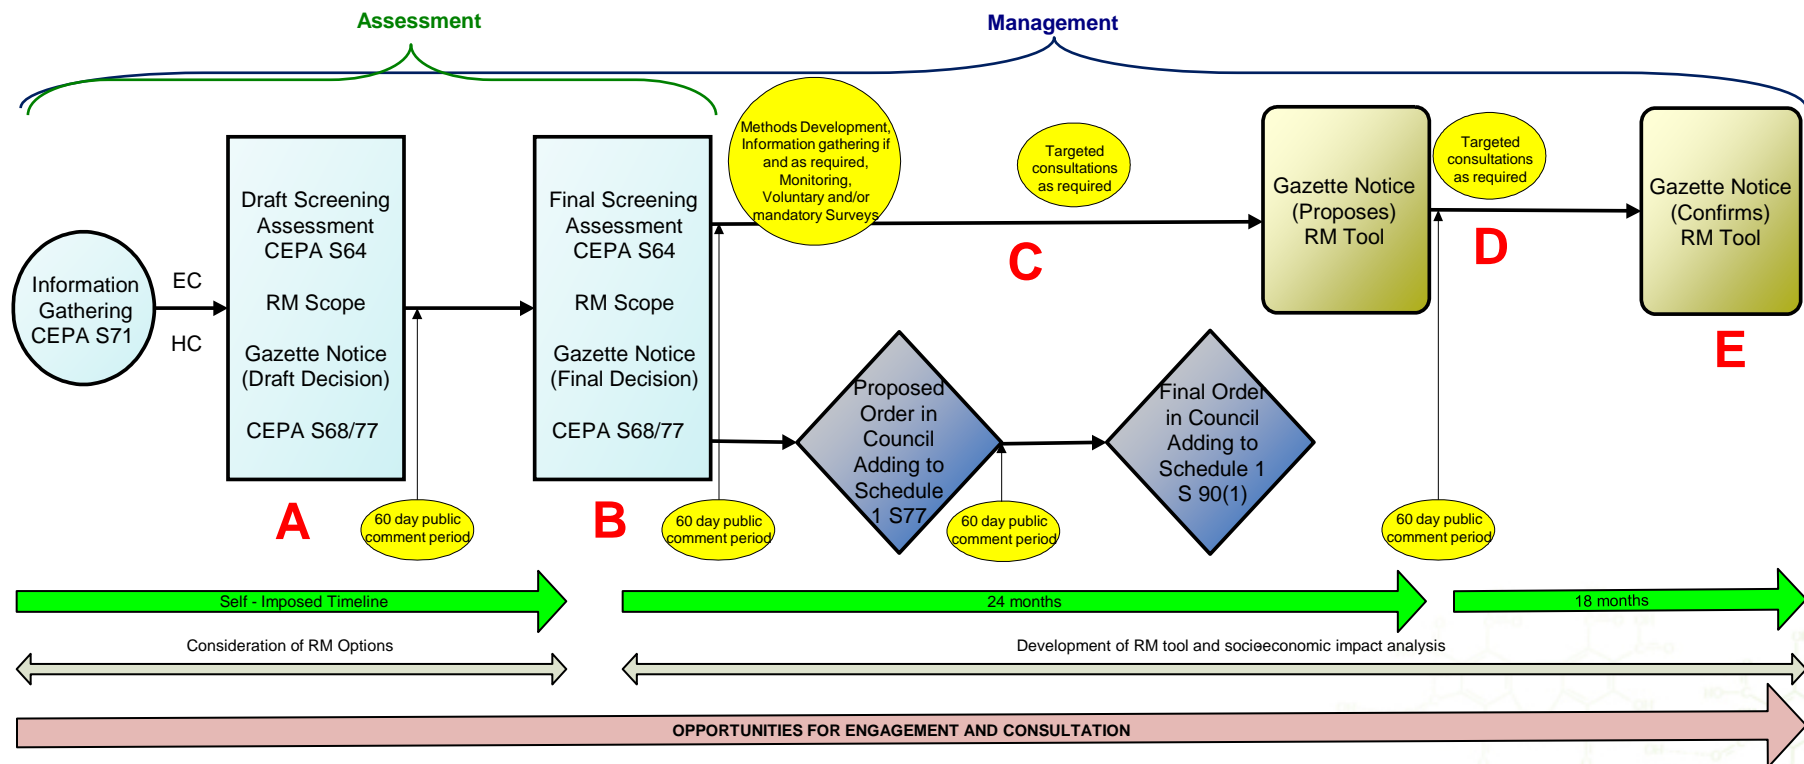 Assessment
Management
Information
Gathering
CEPA S71
EC
HC
Draft Screening
Assessment
CEPA S64
RM Scope
Gazette Notice
(Draft Decision)
CEPA S68/77
A
60 day public
comment period
Final Screening
Assessment
CEPA S64
RM Scope
Gazette Notice
(Final Decision)
CEPA S68/77
B
60 day public
comment period
Methods Development,
Information gathering if
and as required,
Monitoring,
Voluntary and/or
mandatory Surveys
Targeted
consultations
as required
C
Proposed
Order in
Council
Adding to
Schedule
1 S77
60 day public
comment period
Final Order
in Council
Adding to
Schedule 1
S 90(1)
Gazette Notice
(Proposes)
RM Tool
Targeted
consultations
as required
D
60 day public
comment period
Gazette Notice
(Confirms)
RM Tool
E
Self - Imposed Timeline
24 months
18 months
Consideration of RM Options
Development of RM tool and socioeconomic impact analysis
OPPORTUNITIES FOR ENGAGEMENT AND CONSULTATION